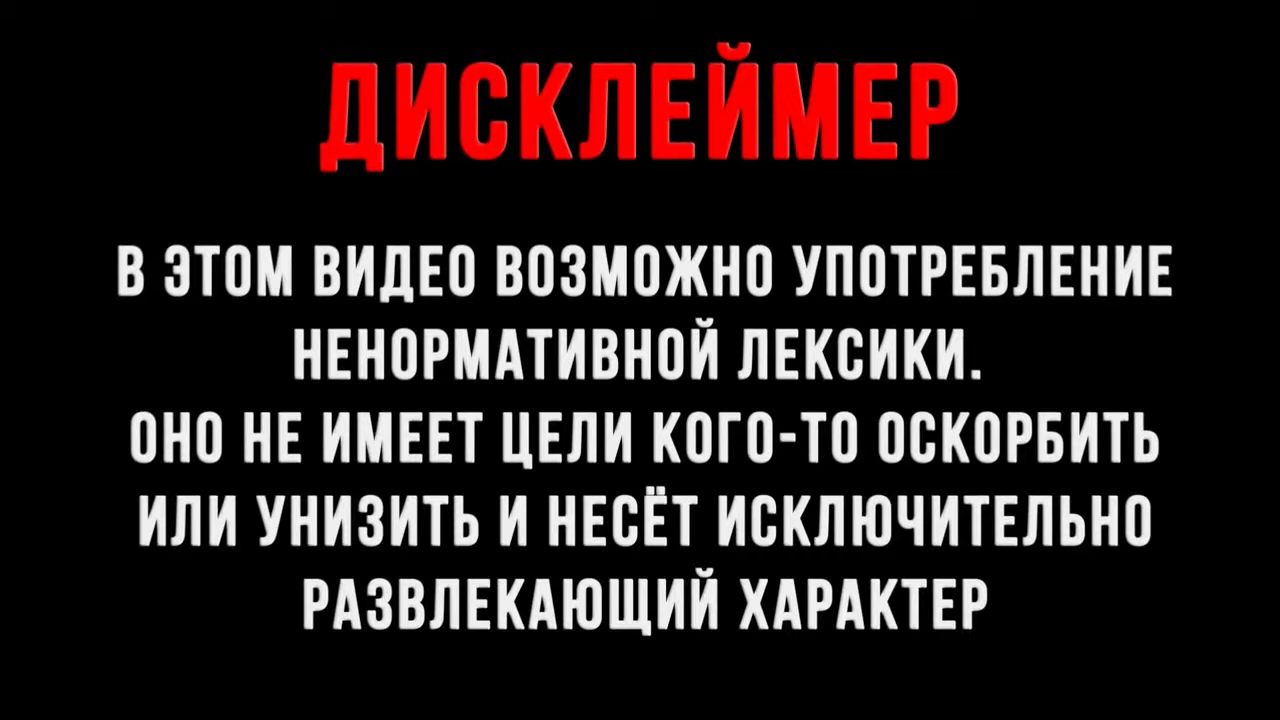 ДИСКЛЕЙМЕР
В ЭТОМ ВИДЕО ВОЗМОЖНО УПОТРЕБЛЕНИЕ
НЕНОРМАТИВНОЙ ЛЕКСИКИ.
ОНО НЕ ИМЕЕТ ЦЕЛИ КОГО-ТО ОСКОРБИТЬ
ИЛИ УНИЗИТЬ И НЕСЁТ ИСКЛЮЧИТЕЛЬНО
РАЗВЛЕКАЮЩИЙ ХАРАКТЕР